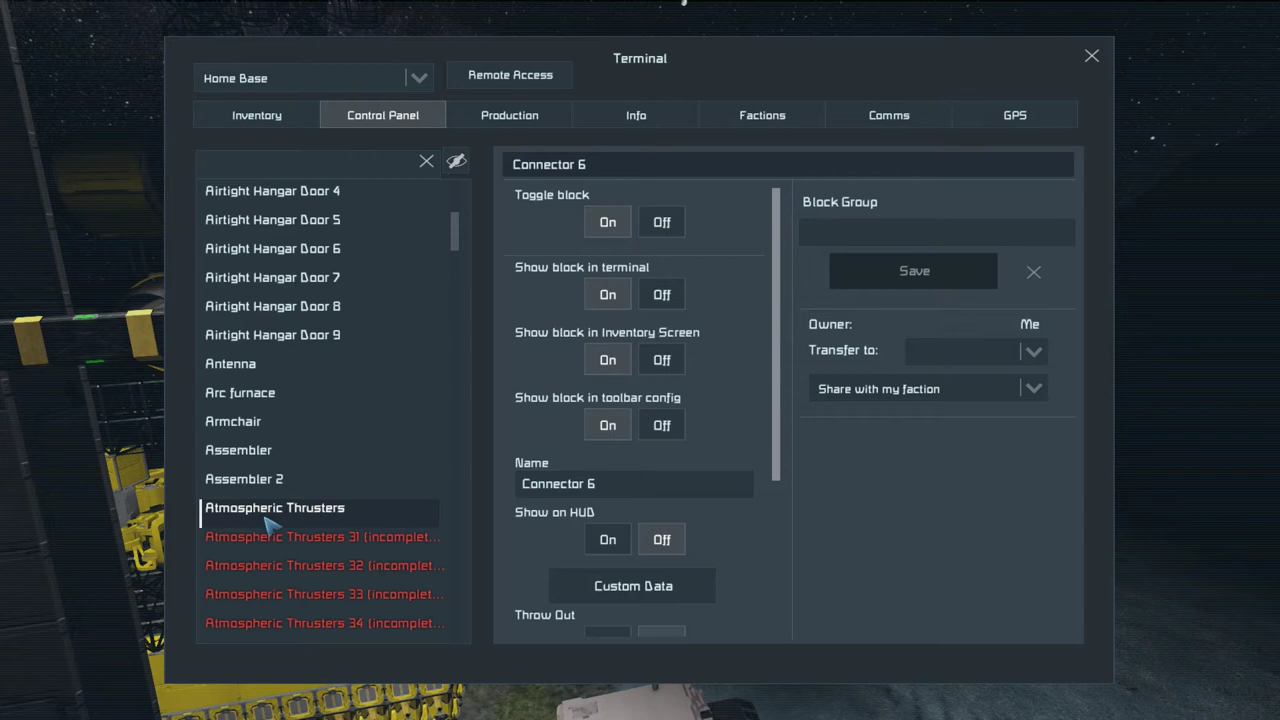 Terminal
Home Base
Remote Access
Inventory
Control Panel
Production
Info
Factions
Comms
GPS
Airtight Hangar Door 4
Airtight Hangar Door 5
Airtight Hangar Door 6
Airtight Hangar Door 7
Airtight Hangar Door 8
Airtight Hangar Door 9
Antenna
Arc furnace
Armchair
Assembler
Assembler 2
Atmospheric Thrusters
Atmospheric Thrusters 31 (incomplet...
Atmospheric Thrusters 32 (incomplet...
Atmospheric Thrusters 33 (incomplet...
Atmospheric Thrusters 34 (incomplet...
Connector 6
Toggle block
On Off
Show block in terminal
On Off
Show block in Inventory Screen
On Off
Show block in toolbar config
On Off
Name
Connector 6
Show on HUD
On Off
Custom Data
Throw Out
Block Group
Save
Owner: Me
Transfer to:
Share with my faction